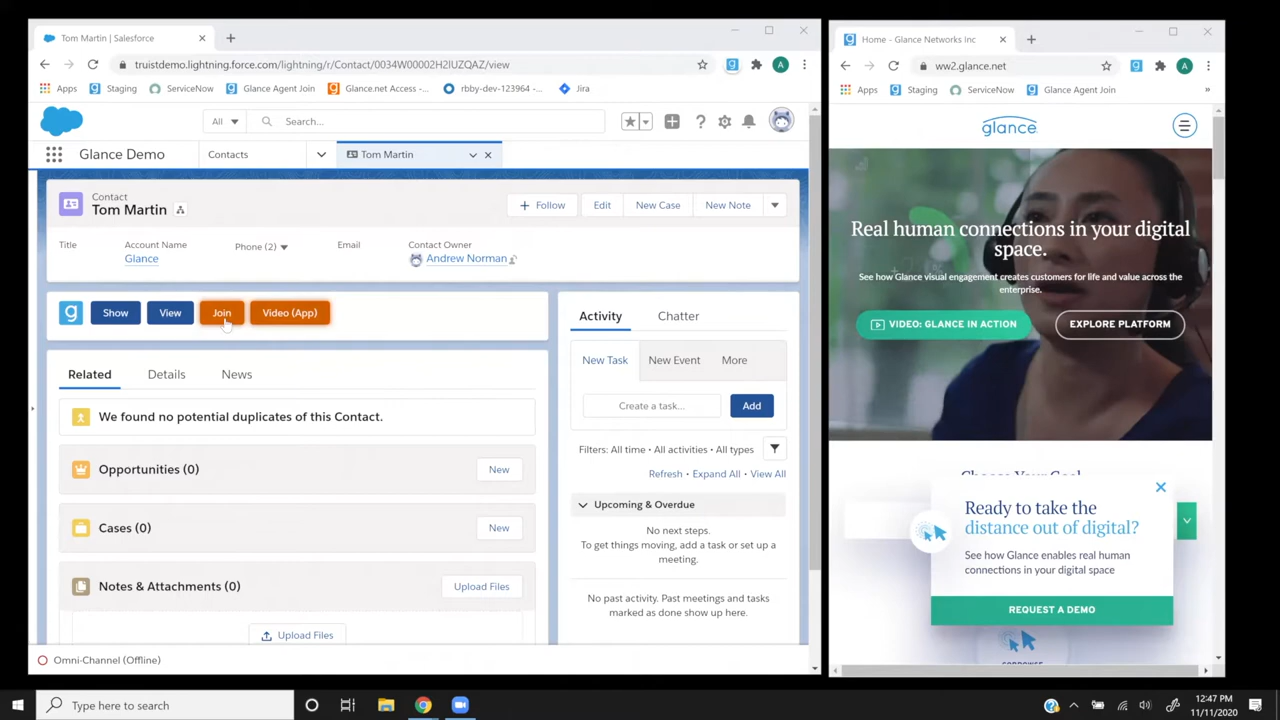 Tom Martin | Salesforce
truistdemo.lightning.force.com/lightning/r/Contact/0034W00002H2IUZQAZ/view
A
Apps
Staging
ServiceNow
Glance Agent Join
Glance.net Access -...
rbby-dev-123964 -...
Jira
All
Search...
Glance Demo
Contacts
Tom Martin
Contact
Tom Martin
Follow
Edit
New Case
New Note
Title
Account Name
Glance
Phone (2)
Email
Contact Owner
Andrew Norman
g
Show
View
Join
Video (App)
Related
Details
News
We found no potential duplicates of this Contact.
Opportunities (0)
New
Cases (0)
New
Notes & Attachments (0)
Upload Files
Upload Files
Activity
Chatter
New Task
New Event
More
Create a task...
Add
Filters: All time • All activities • All types
Refresh • Expand All • View All
Upcoming & Overdue
No next steps.
To get things moving, add a task or set up a
meeting.
No past activity. Past meetings and tasks
marked as done show up here.
Omni-Channel (Offline)
Home - Glance Networks Inc
ww2.glance.net
A
Apps
Staging
ServiceNow
Glance Agent Join
»
glance
Real human connections in your digital
space.
See how Glance visual engagement creates customers for life and value across the
enterprise.
VIDEO: GLANCE IN ACTION
EXPLORE PLATFORM
Choose Your Goal
Ready to take the
distance out of digital?
See how Glance enables real human
connections in your digital space
REQUEST A DEMO
Type here to search
12:47 PM
11/11/2020